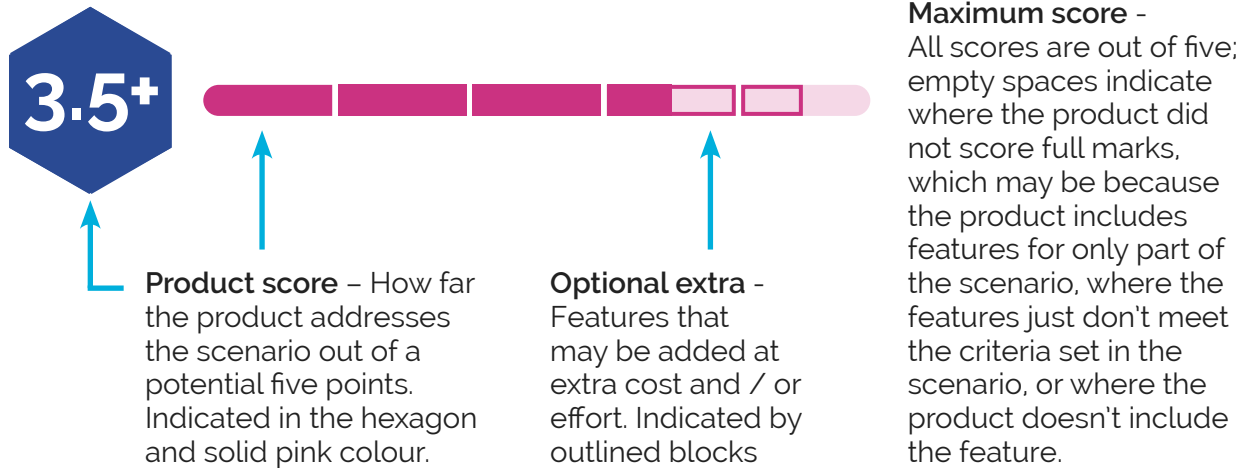 3.5+
Product score – How far
the product addresses
the scenario out of a
potential five points.
Indicated in the hexagon
and solid pink colour.
Optional extra -
Features that
may be added at
extra cost and / or
effort. Indicated by
outlined blocks
Maximum score -
All scores are out of five;
empty spaces indicate
where the product did
not score full marks,
which may be because
the product includes
features for only part of
the scenario, where the
features just don't meet
the criteria set in the
scenario, or where the
product doesn't include
the feature.